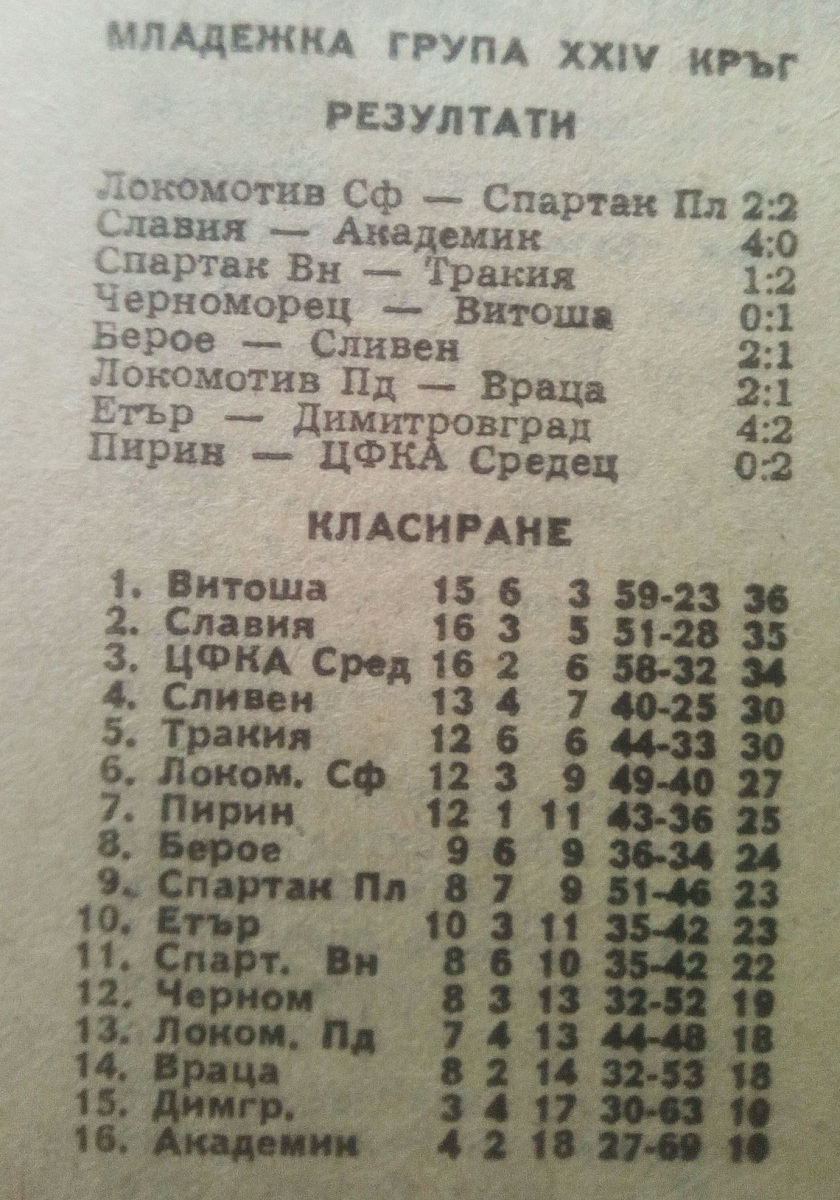 МЛАДЕЖКА ГРУПА XXIV КРЪГ
РЕЗУЛТАТИ
Локомотив Сф — Спартак Пл 2:2
Славия — Академик 4:0
Спартак Вн — Тракия 1:2
Черноморец — Витоша 0:1
Берое — Сливен 2:1
Локомотив Пд — Враца 2:1
Етър — Димитровград 4:2
Пирин — ЦФКА Средец 0:2
КЛАСИРАНЕ
1. Витоша 15 6 3 59-23 36
2. Славия 16 3 5 51-28 35
3. ЦФКА Сред 16 2 6 58-32 34
4. Сливен 13 4 7 40-25 30
5. Тракия 12 6 6 44-33 30
6. Локом. Сф 12 3 9 49-40 27
7. Пирин 12 1 11 43-36 25
8. Берое 9 6 9 36-34 24
9. Спартак Пл 8 7 9 51-46 23
10. Етър 10 3 11 35-42 23
11. Спарт. Вн 8 6 10 35-42 22
12. Черном 8 3 13 32-52 19
13. Локом. Пд 7 4 13 44-48 18
14. Враца 8 2 14 32-53 18
15. Димгр. 3 4 17 30-63 10
16. Академик 4 2 18 27-69 10